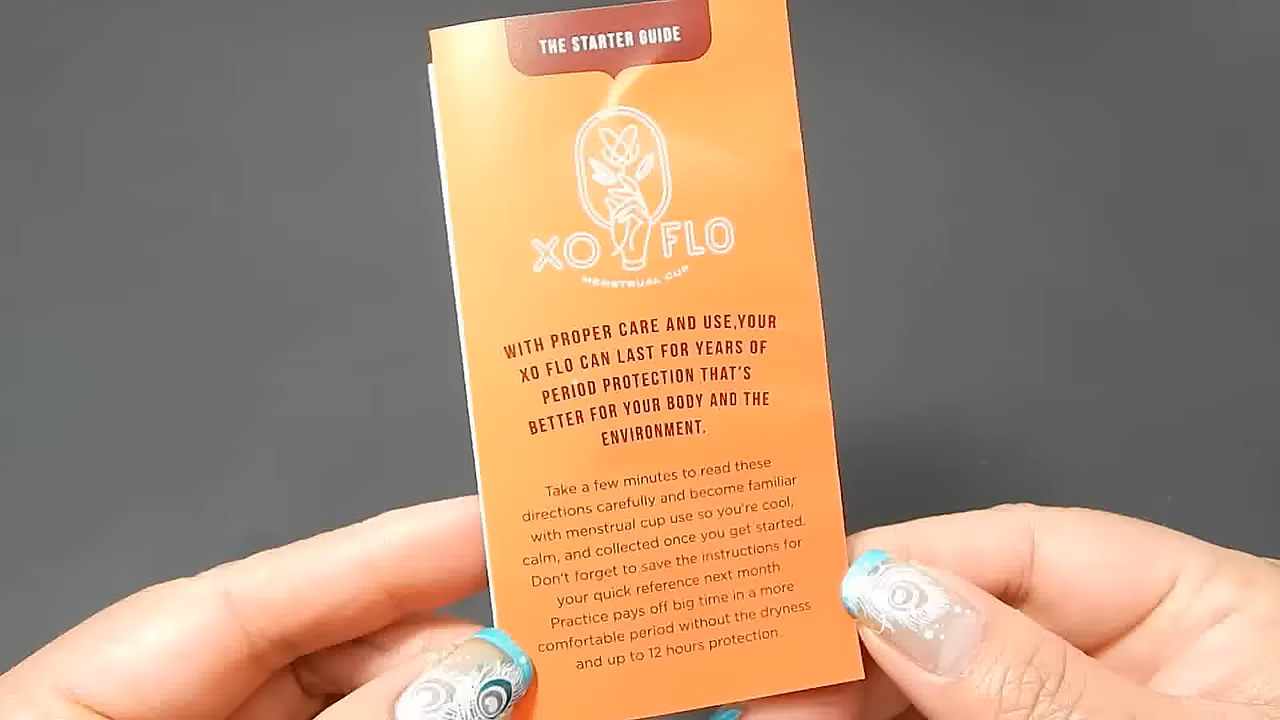 THE STARTER GUIDE
XO FLO
MENSTRUAL CUP
WITH PROPER CARE AND USE,YOUR
XO FLO CAN LAST FOR YEARS OF
PERIOD PROTECTION THAT'S
BETTER FOR YOUR BODY AND THE
ENVIRONMENT.
Take a few minutes to read these
directions carefully and become familiar
with menstrual cup use so you're cool,
calm, and collected once you get started.
Don't forget to save the instructions for
your quick reference next month.
Practice pays off big time in a more
comfortable period without the dryness
and up to 12 hours protection.